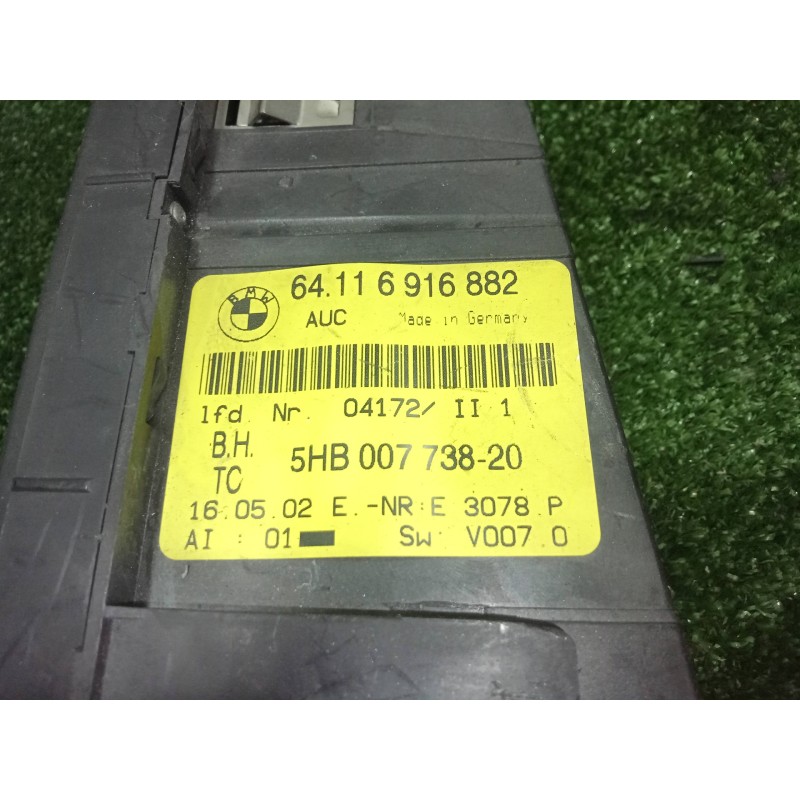 BMW
64.11 6 916 882
AUC Made in Germany
lfd. Nr. 04172/ II 1
B.H.
TC
5HB 007 738-20
16.05.02 E.-NR:E 3078.P
AI : 01 Sw V007.0